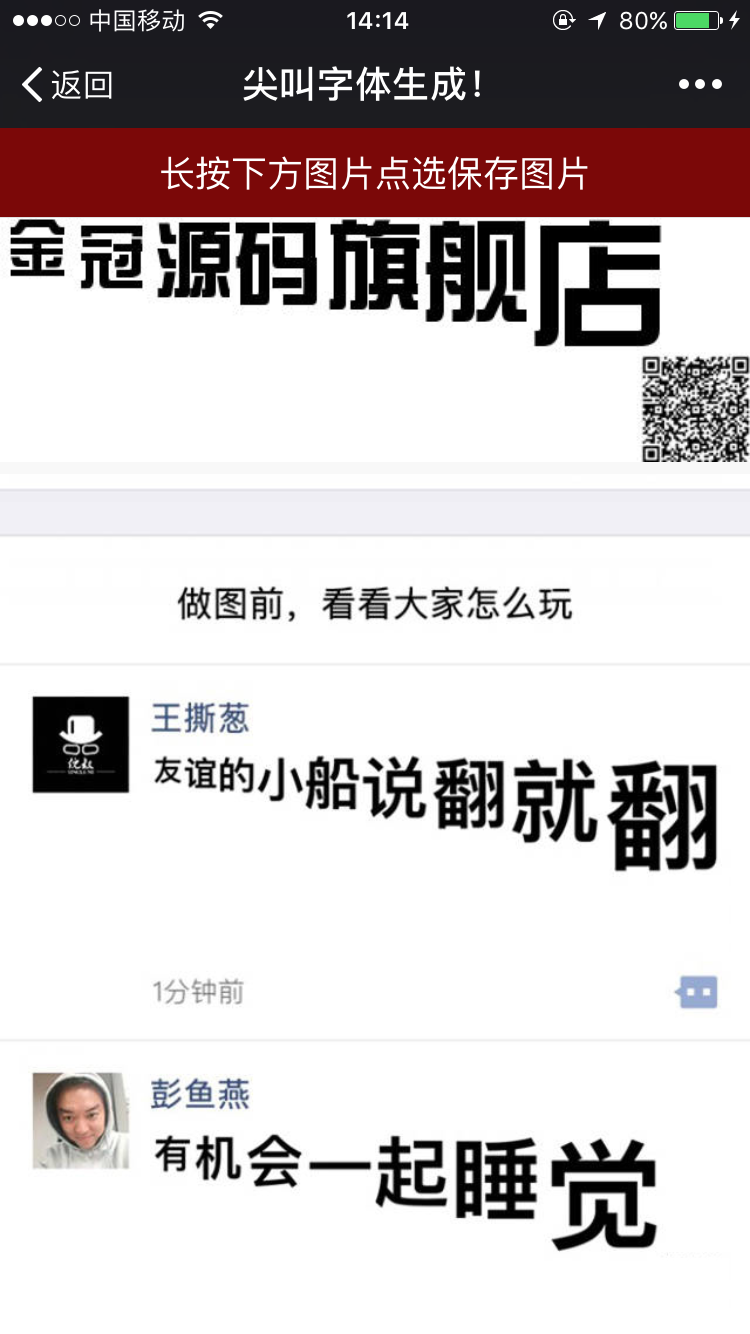 中国移动 14:14 80%
返回 尖叫字体生成！
长按下方图片点选保存图片
金冠源码旗舰店
做图前，看看大家怎么玩
王撕葱
友谊的小船说翻就翻
1分钟前
彭鱼燕
有机会一起睡觉